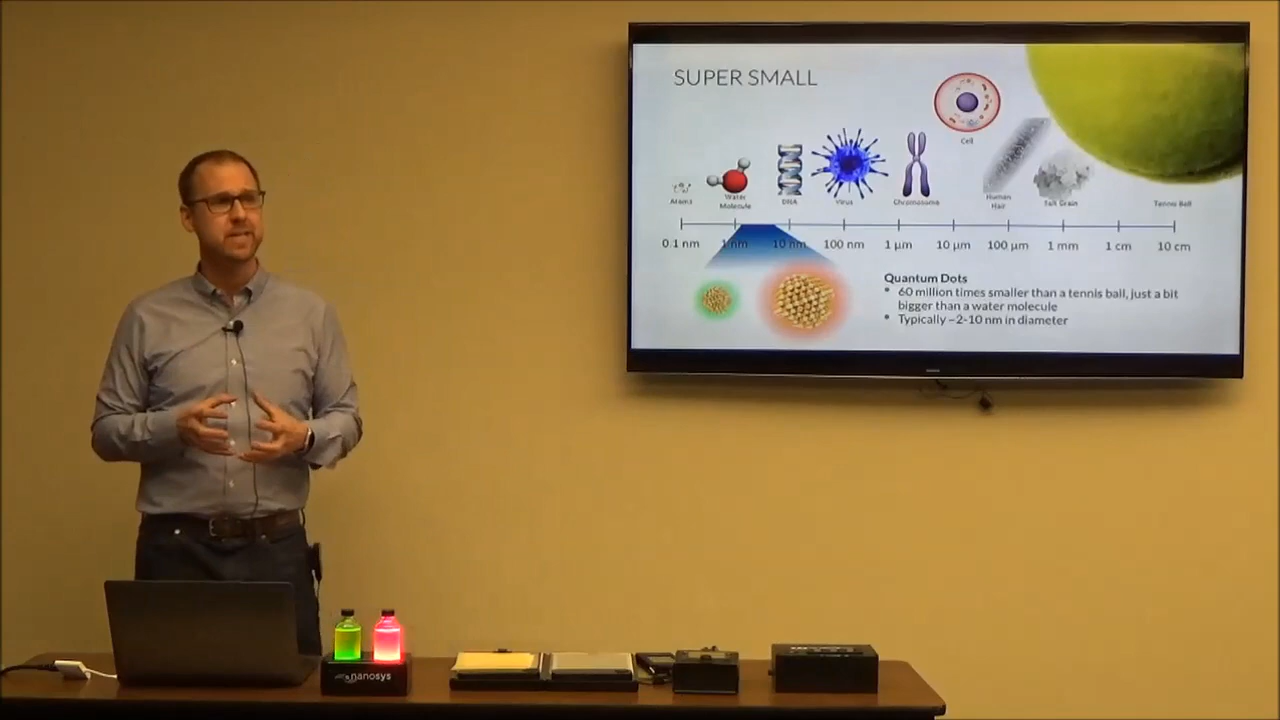 SUPER SMALL
Cell
Atoms
Water
Molecule
DNA
Virus
Chromosome
Human
Hair
Salt Grain
Tennis Ball
0.1 nm
1 nm
10 nm
100 nm
1 µm
10 µm
100 µm
1 mm
1 cm
10 cm
Quantum Dots
• 60 million times smaller than a tennis ball, just a bit
bigger than a water molecule
• Typically ~2-10 nm in diameter
nanosys